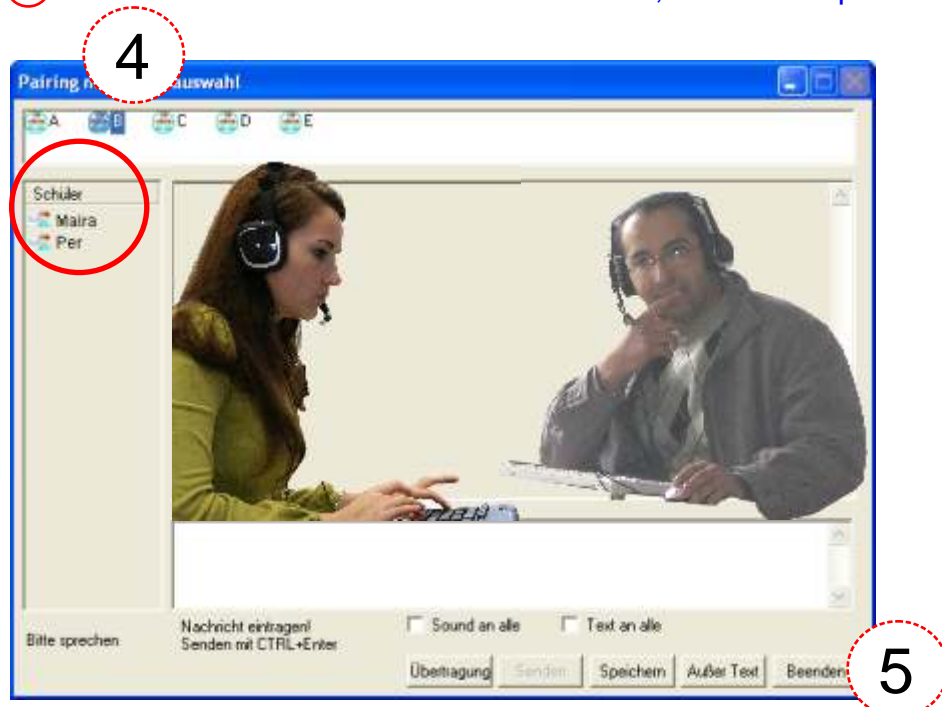 4
Pairing auswahl
A B C D E
Schüler
Maira
Per
Bitte sprechen
Nachricht eintragen!
Senden mit CTRL+Enter
Sound an alle
Text an alle
Übertragung Senden Speichern Außer Text Beenden
5